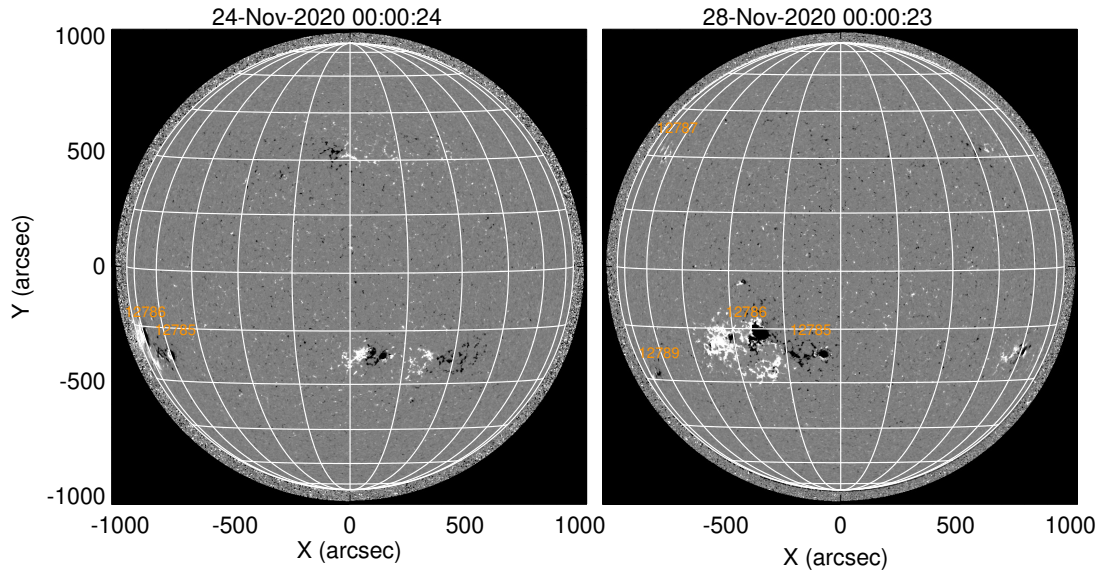 24-Nov-2020 00:00:24
28-Nov-2020 00:00:23
1000
500
0
-500
-1000
Y (arcsec)
12786
12785
12787
12786
12785
12789
-1000 -500 0 500 1000
-500 0 500 1000
X (arcsec)
X (arcsec)